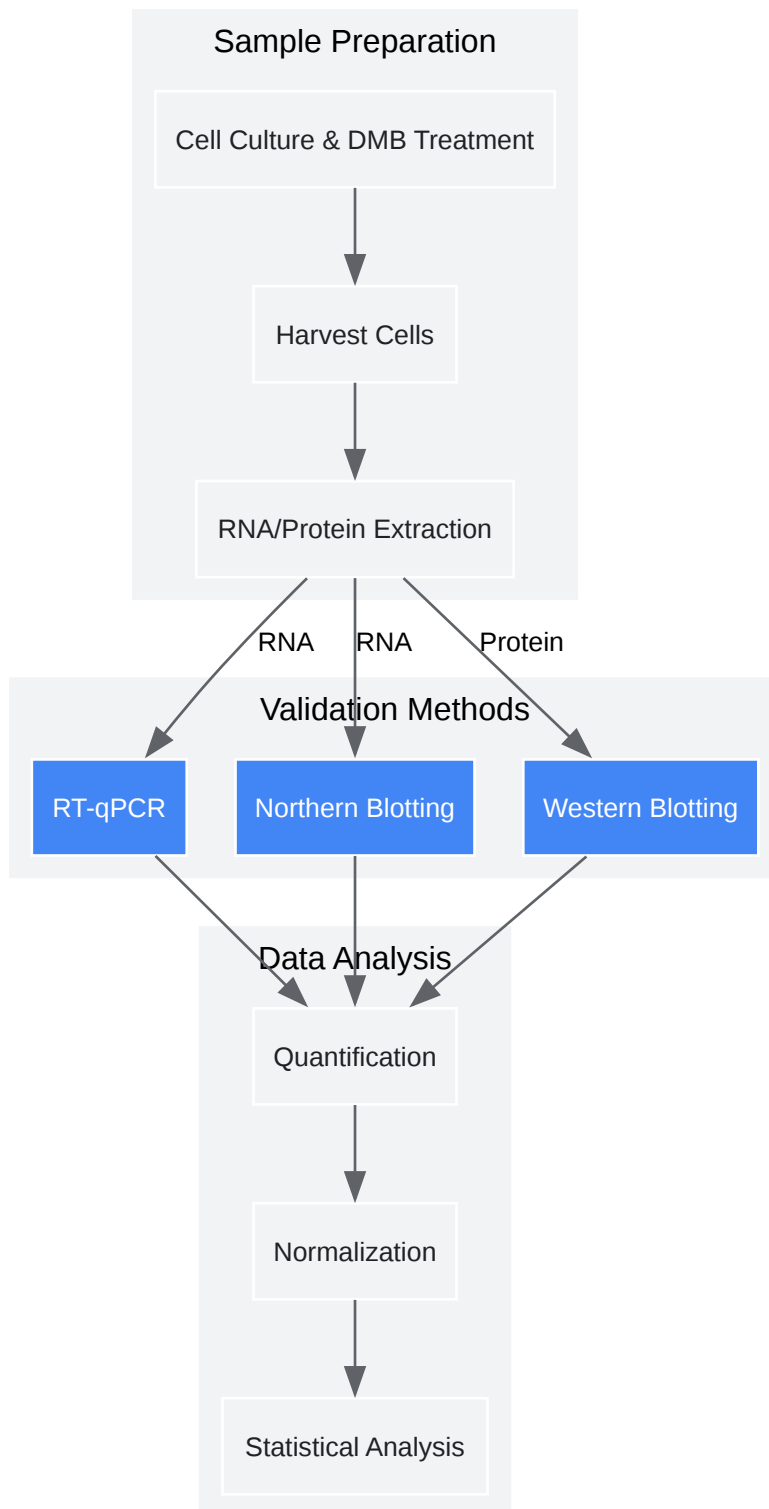 Sample Preparation
Cell Culture & DMB Treatment
Harvest Cells
RNA/Protein Extraction
RNA
RNA
Protein
Validation Methods
RT-qPCR
Northern Blotting
Western Blotting
Data Analysis
Quantification
Normalization
Statistical Analysis